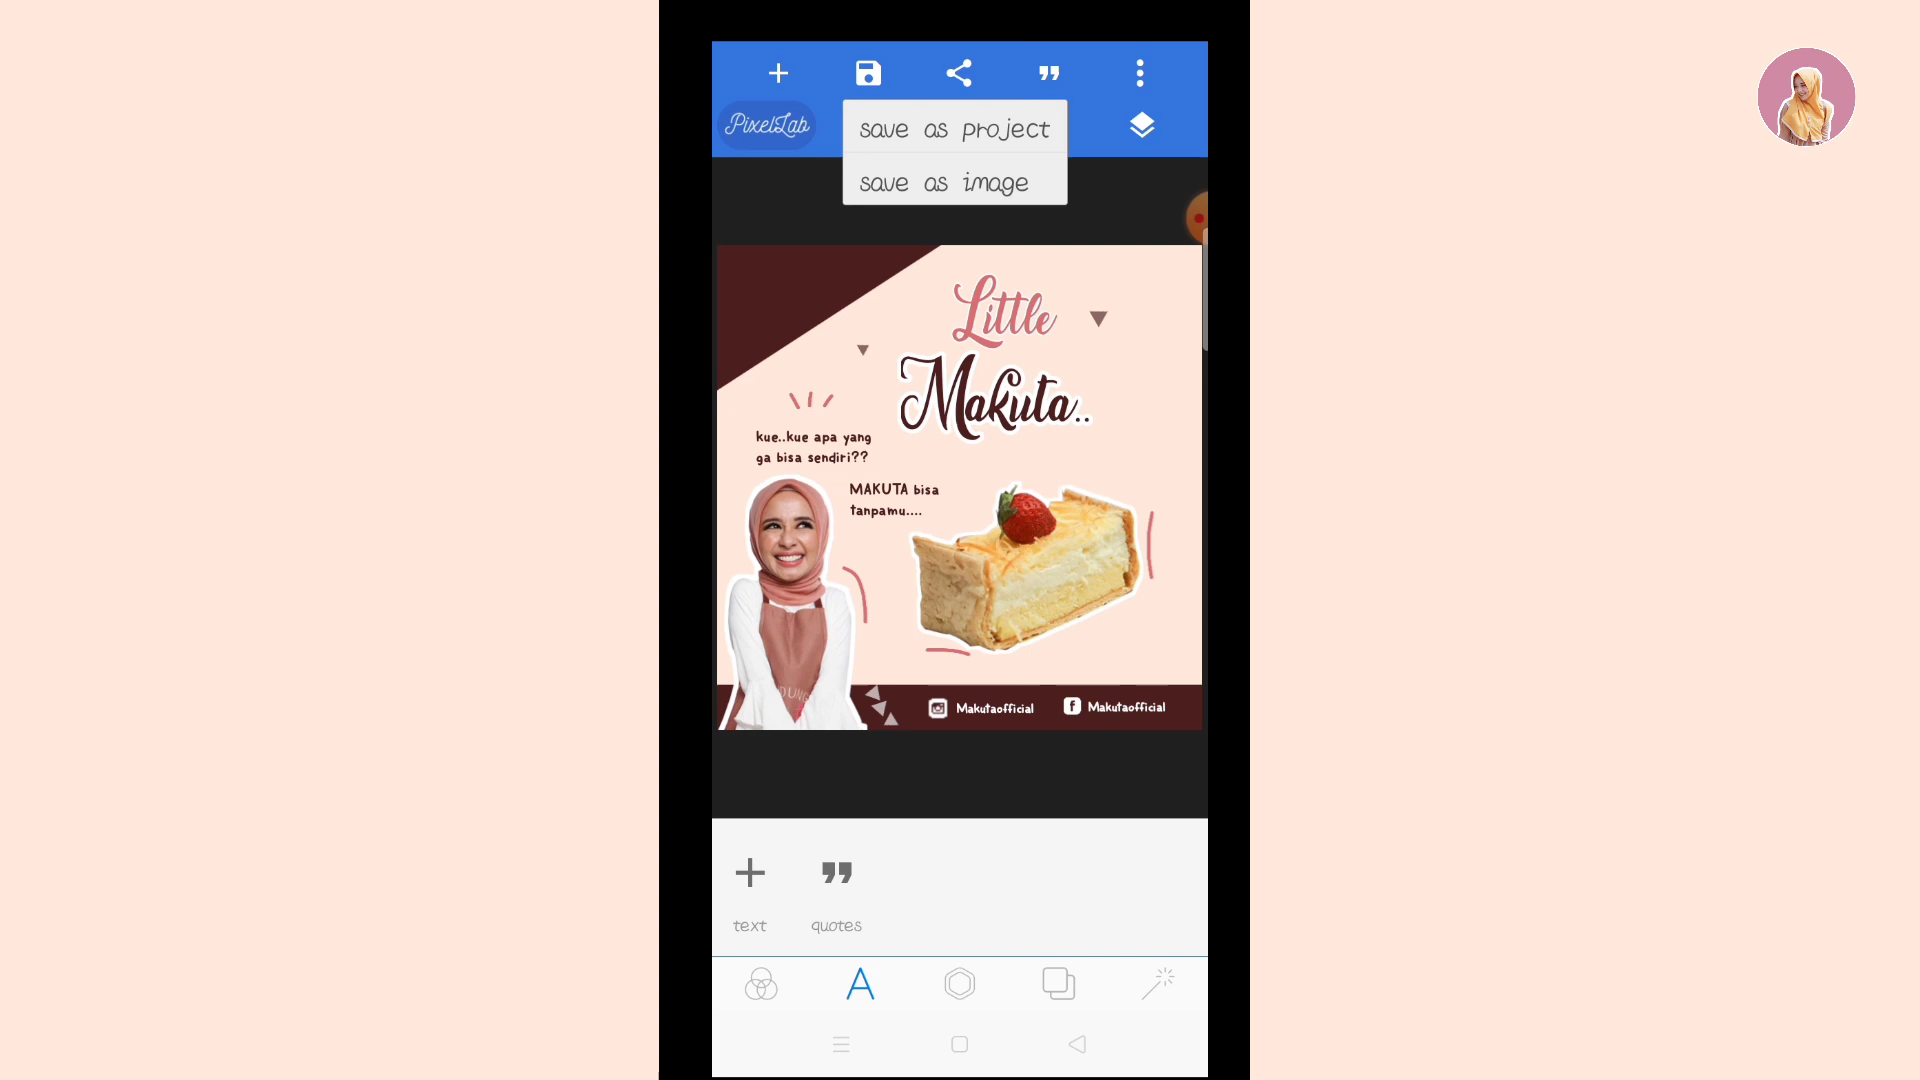 PixelLab
save as project
save as image
Little
Makuta..
kue..kue apa yang
ga bisa sendiri??
MAKUTA bisa
tanpamu....
Makutaofficial
Makutaofficial
text
quotes